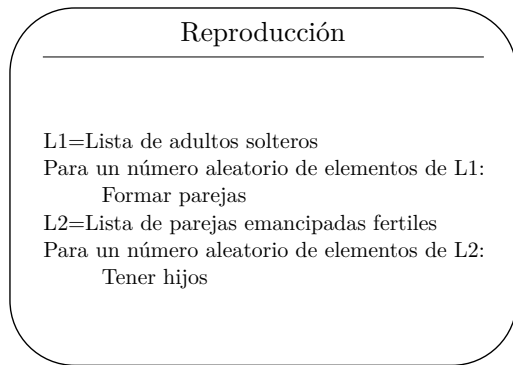 Reproducción
L1=Lista de adultos solteros
Para un número aleatorio de elementos de L1:
Formar parejas
L2=Lista de parejas emancipadas fertiles
Para un número aleatorio de elementos de L2:
Tener hijos